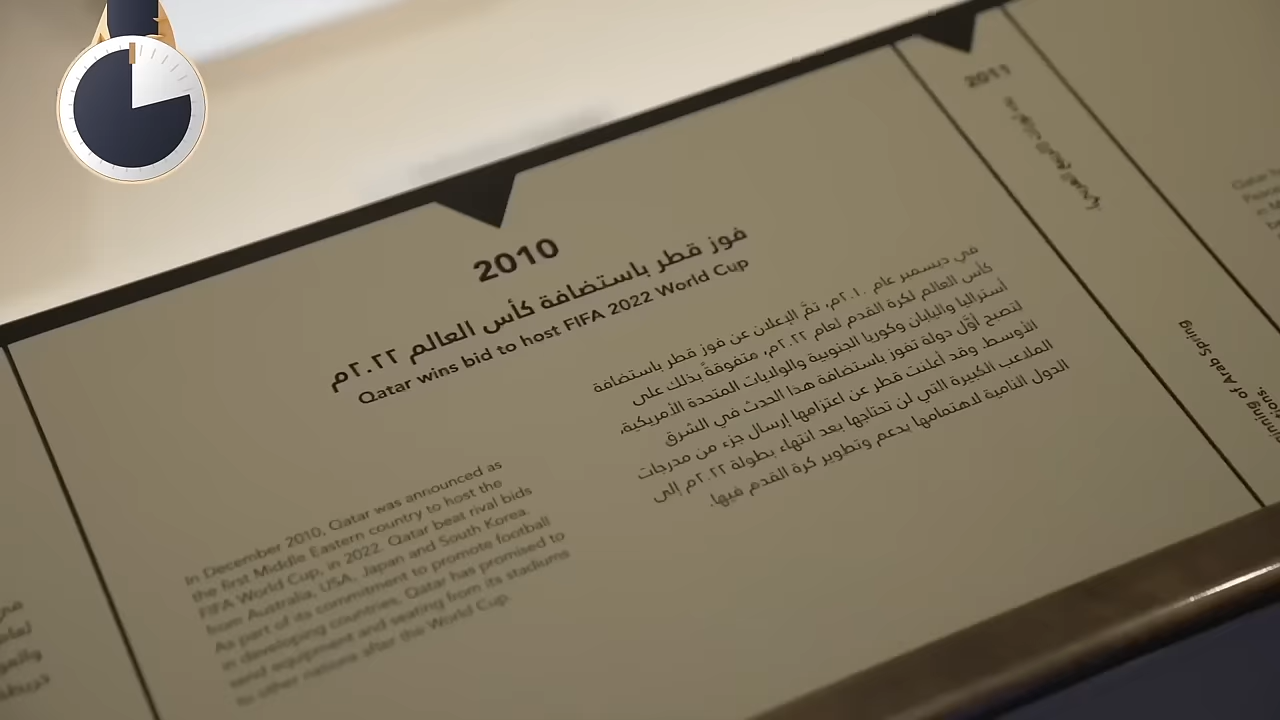 2010
فوز قطر باستضافة كأس العالم ٢٠٢٢م
Qatar wins bid to host FIFA 2022 World Cup
في ديسمبر عام ٢٠١٠م، تمَّ الإعلان عن فوز قطر باستضافة
كأس العالم لكرة القدم لعام ٢٠٢٢م، متفوقةً بذلك على
أستراليا واليابان وكوريا الجنوبية والولايات المتحدة الأمريكية،
لتصبح أوَّل دولة تفوز باستضافة هذا الحدث في الشرق
الأوسط. وقد أعلنت قطر عن اعتزامها إرسال جزء من مدرجات
الملاعب الكبيرة التي لن تحتاجها بعد انتهاء بطولة ٢٠٢٢م إلى
الدول النامية لاهتمامها بدعم وتطوير كرة القدم فيها.
In December 2010, Qatar was announced as
the first Middle Eastern country to host the
FIFA World Cup, in 2022. Qatar beat rival bids
from Australia, USA, Japan and South Korea.
As part of its commitment to promote football
in developing countries, Qatar has promised to
send equipment and seating from its stadiums
to other nations after the World Cup.
2011
inning of Arab Spring
tions.